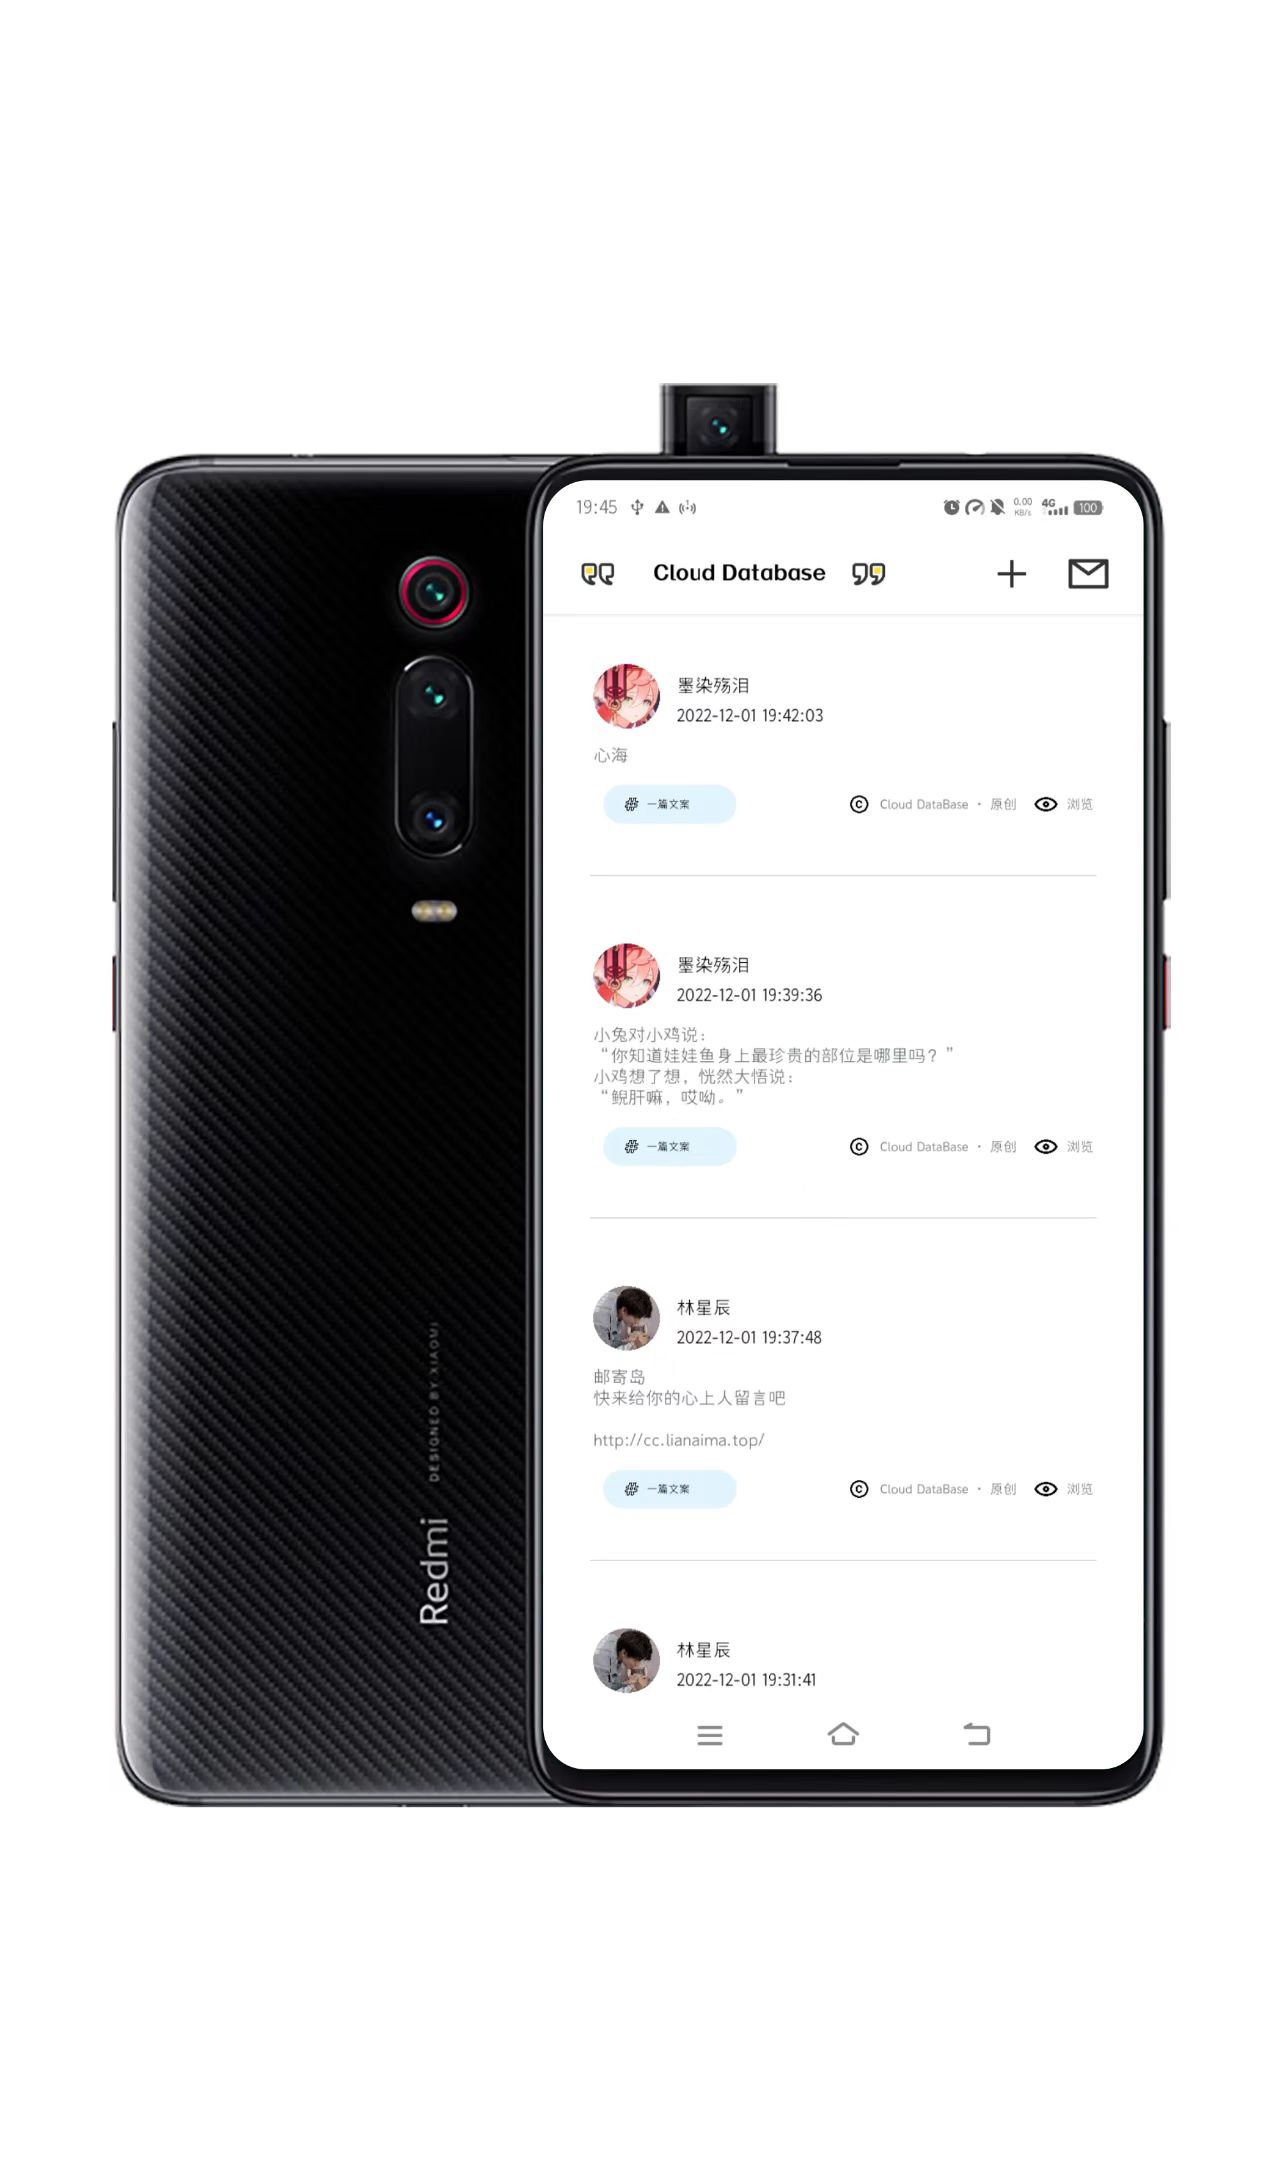 19:45
0.00
KB/s
4G
100
Cloud Database
墨染殇泪
2022-12-01 19:42:03
心海
一篇文案
Cloud DataBase · 原创 浏览
墨染殇泪
2022-12-01 19:39:36
小兔对小鸡说：
“你知道娃娃鱼身上最珍贵的部位是哪里吗？”
小鸡想了想，恍然大悟说：
“鲵肝嘛，哎呦。”
一篇文案
Cloud DataBase · 原创 浏览
林星辰
2022-12-01 19:37:48
邮寄岛
快来给你的心上人留言吧
http://cc.lianaima.top/
一篇文案
Cloud DataBase · 原创 浏览
林星辰
2022-12-01 19:31:41
DESIGNED BY XIAOMI
Redmi